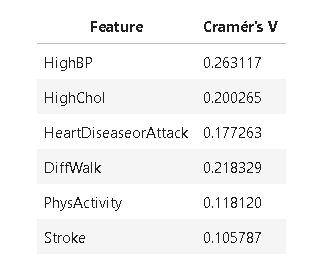 Feature Cramér's V
HighBP 0.263117
HighChol 0.200265
HeartDiseaseorAttack 0.177263
DiffWalk 0.218329
PhysActivity 0.118120
Stroke 0.105787